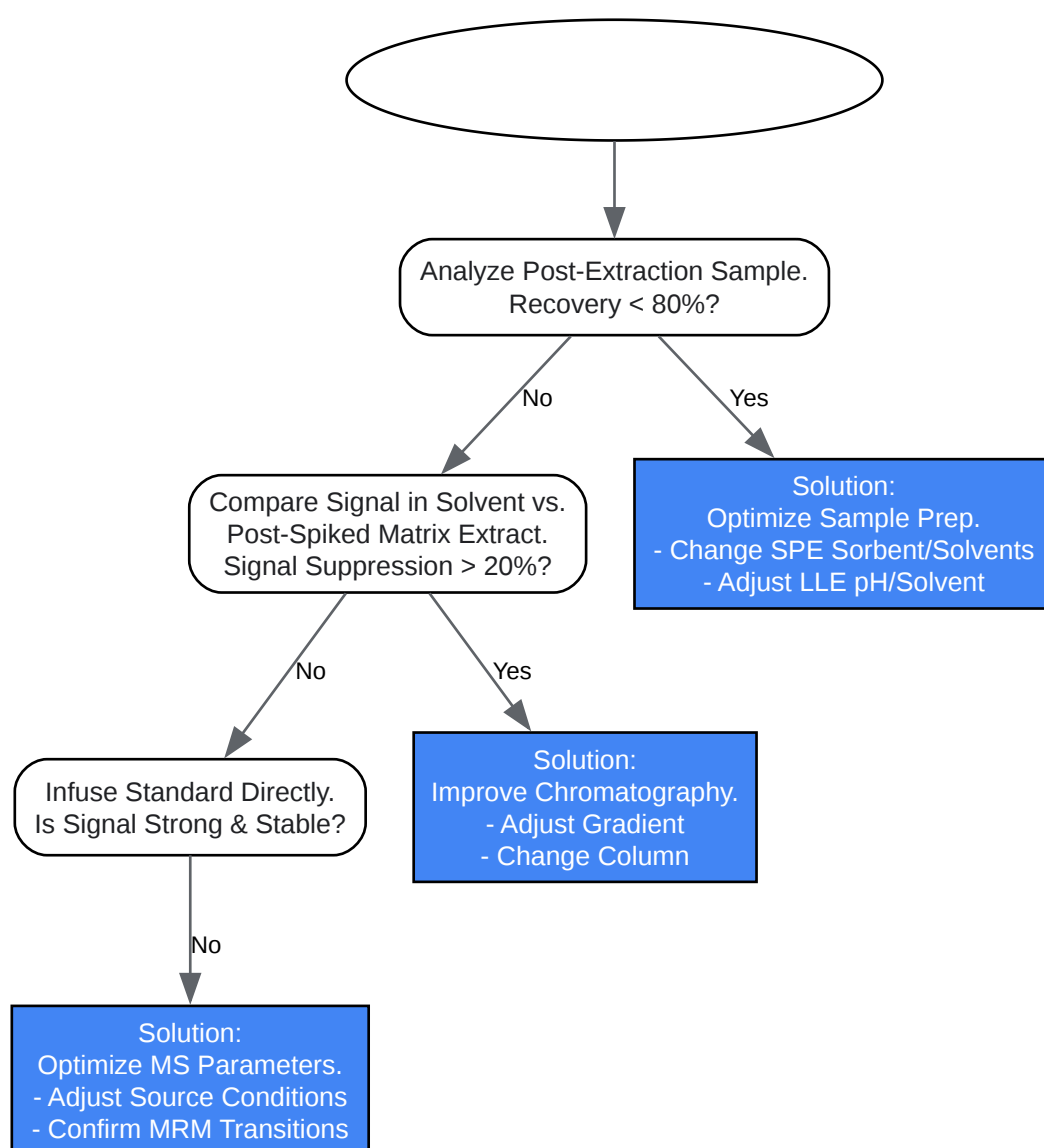 Analyze Post-Extraction Sample.
Recovery < 80%?
No
Yes
Compare Signal in Solvent vs.
Post-Spiked Matrix Extract.
Signal Suppression > 20%?
Solution:
Optimize Sample Prep.
- Change SPE Sorbent/Solvents
- Adjust LLE pH/Solvent
No
Yes
Infuse Standard Directly.
Is Signal Strong & Stable?
Solution:
Improve Chromatography.
- Adjust Gradient
- Change Column
No
Solution:
Optimize MS Parameters.
- Adjust Source Conditions
- Confirm MRM Transitions